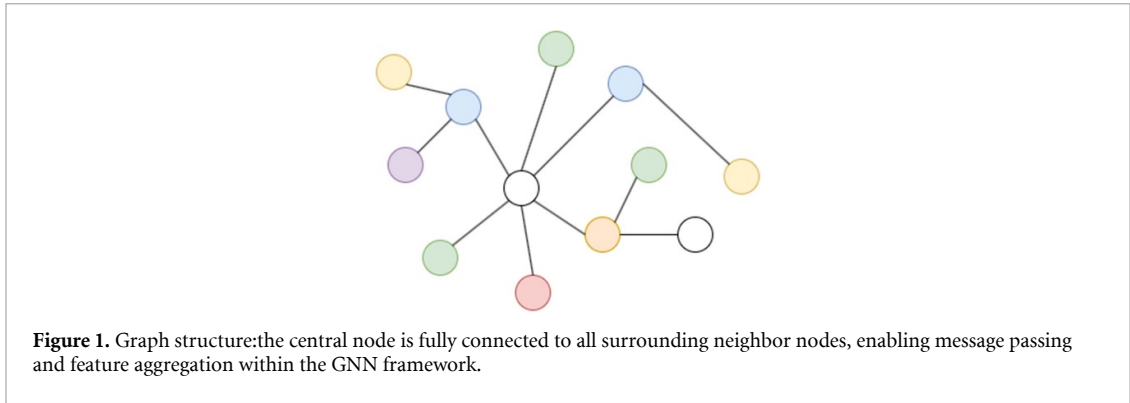 Figure 1. Graph structure:the central node is fully connected to all surrounding neighbor nodes, enabling message passing
and feature aggregation within the GNN framework.